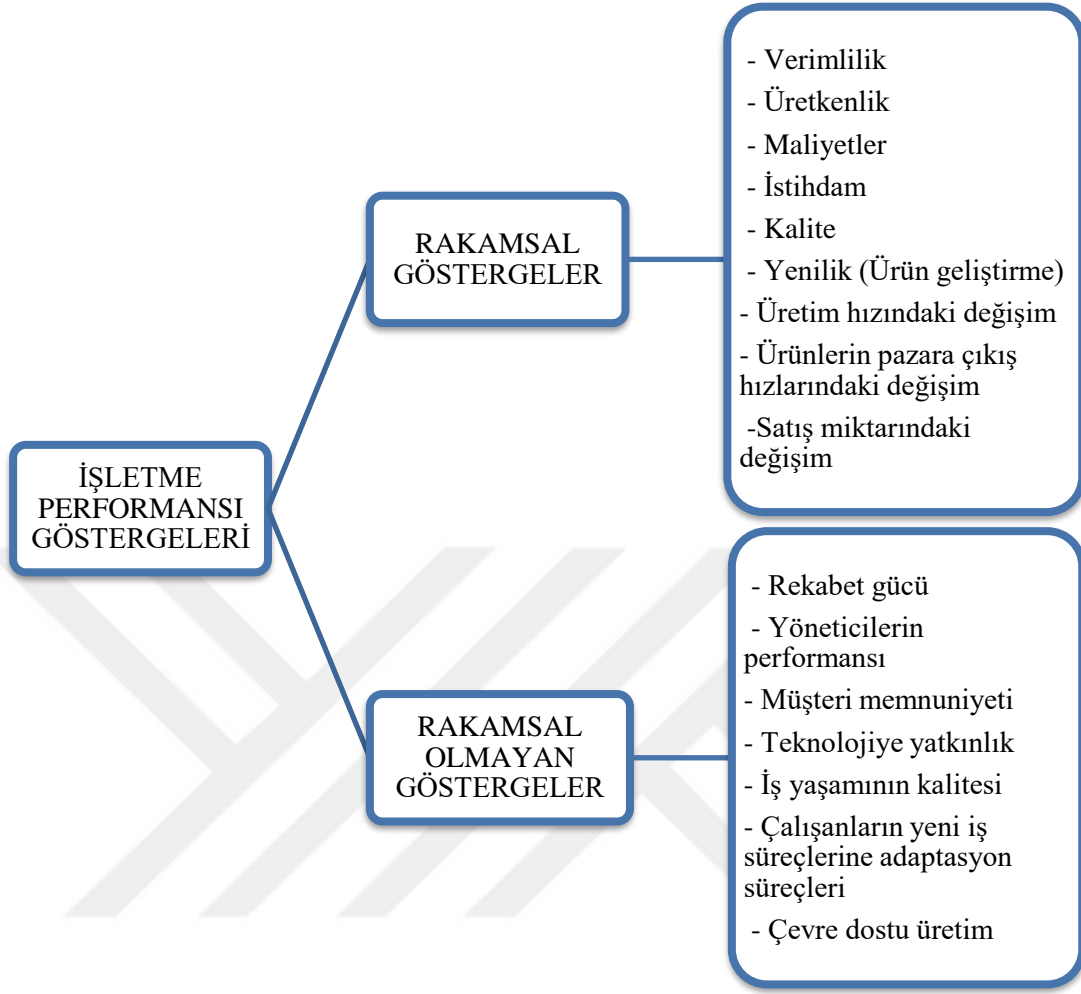 İŞLETME
PERFORMANSI
GÖSTERGELERİ
RAKAMSAL
GÖSTERGELER
- Verimlilik
- Üretkenlik
- Maliyetler
- İstihdam
- Kalite
- Yenilik (Ürün geliştirme)
- Üretim hızındaki değişim
- Ürünlerin pazara çıkış
hızlarındaki değişim
-Satış miktarındaki
değişim
RAKAMSAL
OLMAYAN
GÖSTERGELER
- Rekabet gücü
- Yöneticilerin
performansı
- Müşteri memnuniyeti
- Teknolojiye yatkınlık
- İş yaşamının kalitesi
- Çalışanların yeni iş
süreçlerine adaptasyon
süreçleri
- Çevre dostu üretim